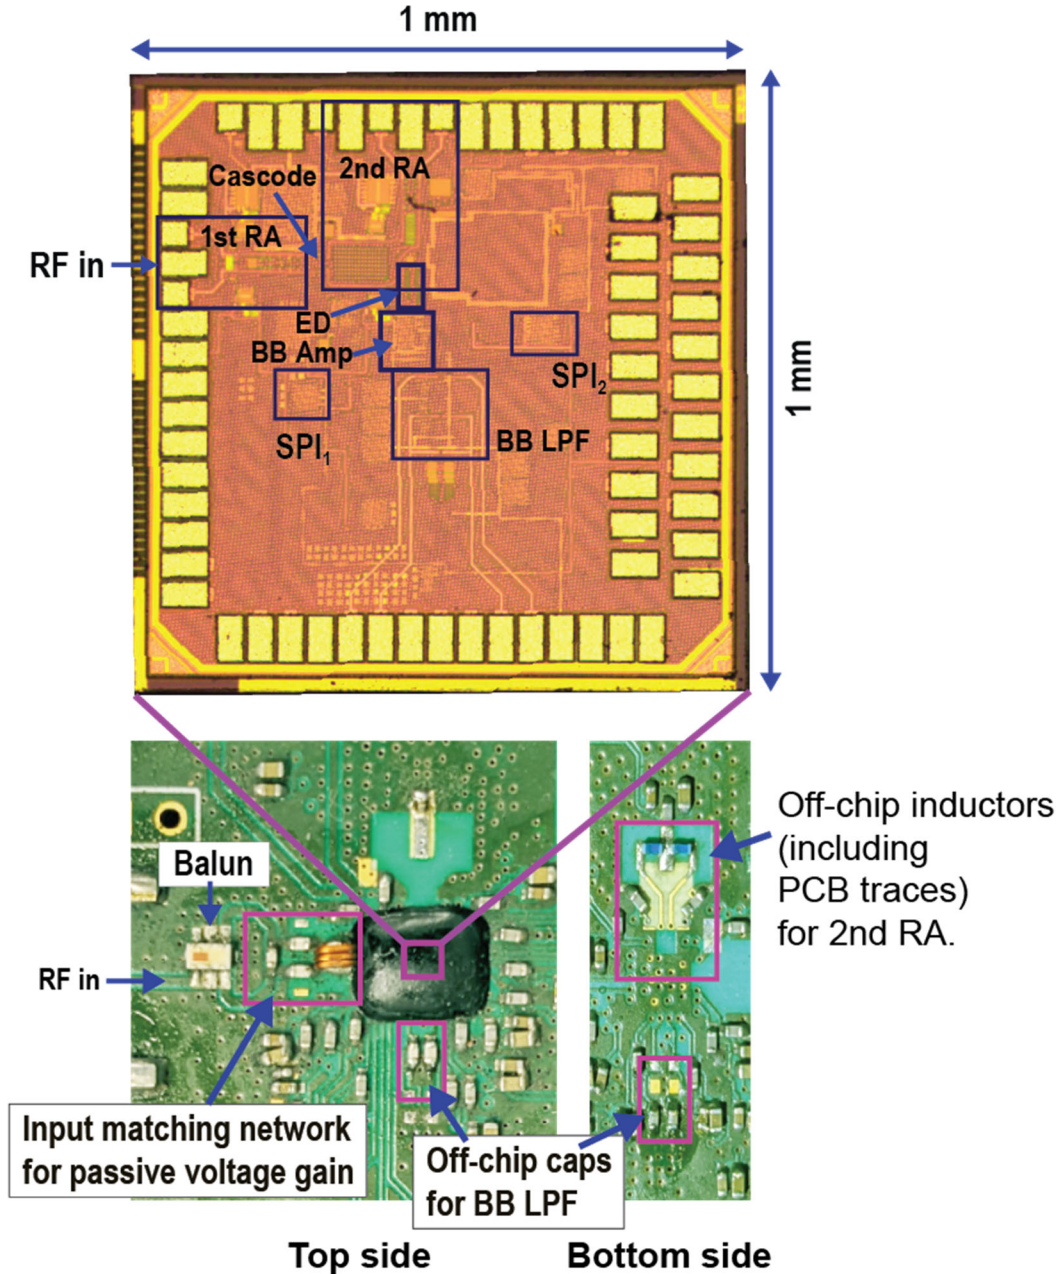 1 mm
2nd RA
Cascode
1st RA
RF in
ED
BB Amp
SPI2
SPI1
BB LPF
1 mm
Off-chip inductors
(including
PCB traces)
for 2nd RA.
Balun
RF in
Input matching network
for passive voltage gain
Off-chip caps
for BB LPF
Top side
Bottom side